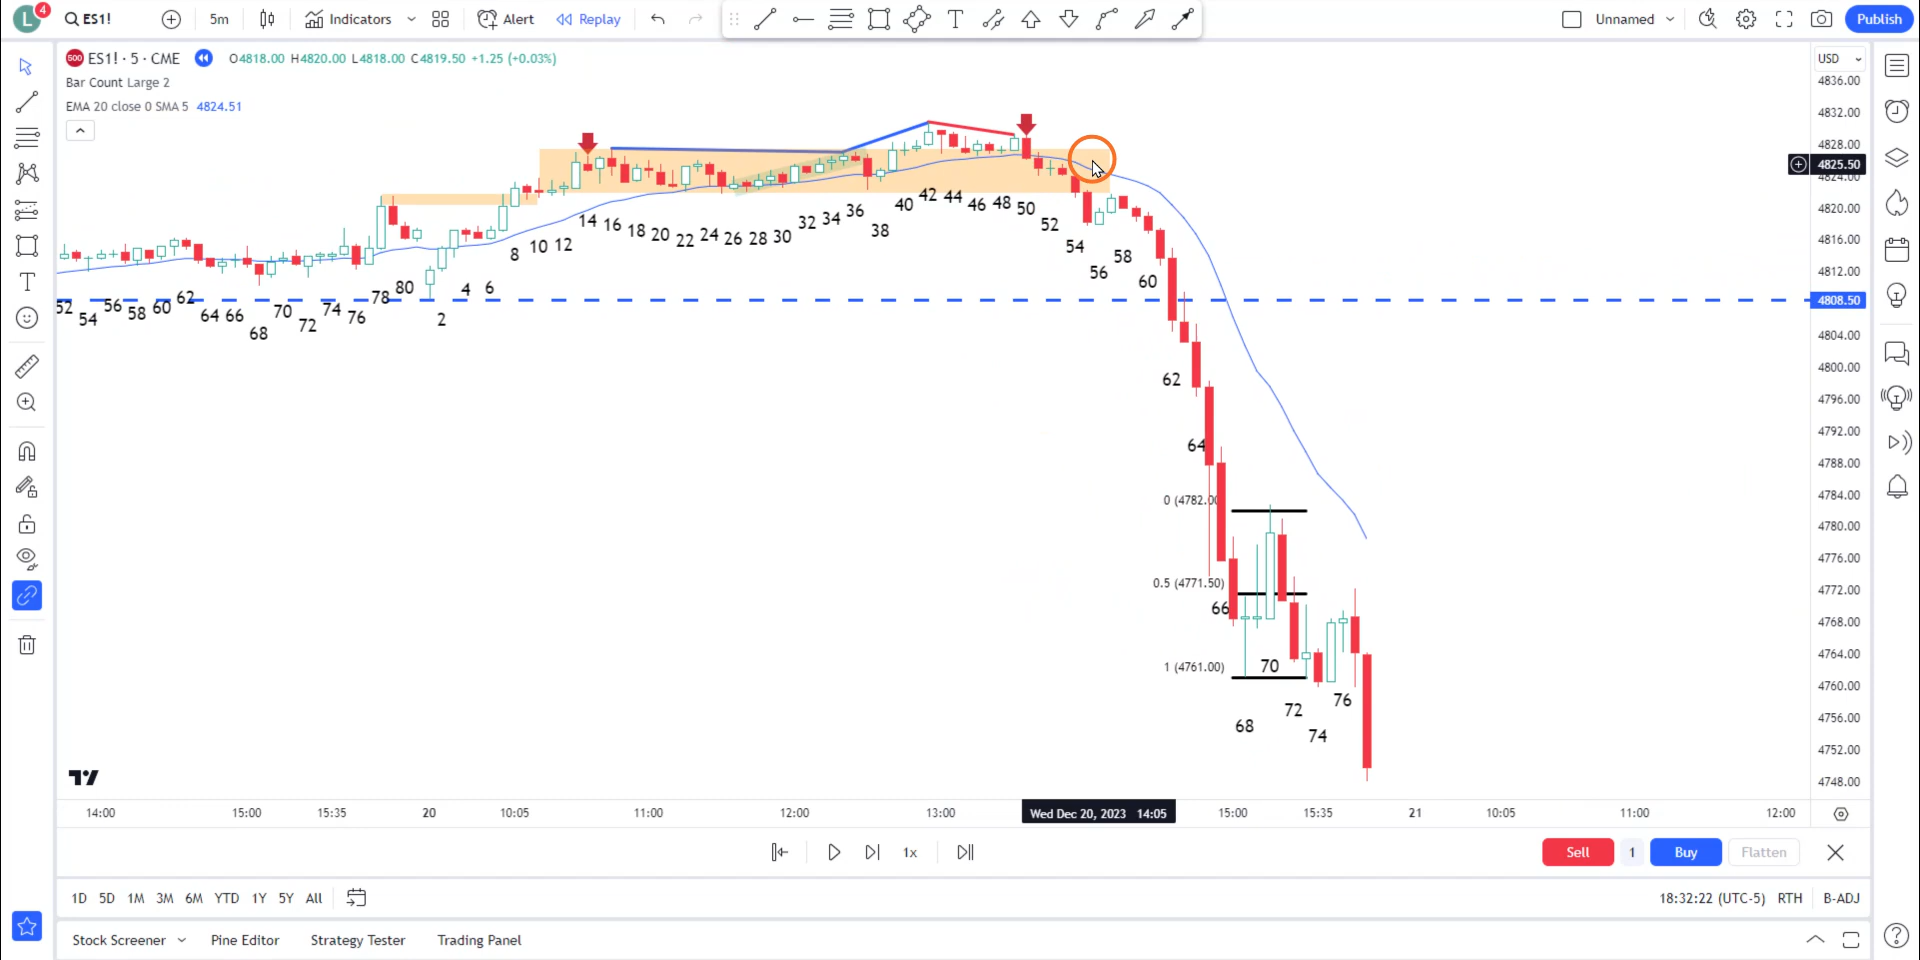 L 4 ES1! 5m Indicators Alert Replay Unnamed Publish
500 ES1! · 5 · CME O4818.00 H4820.00 L4818.00 C4819.50 +1.25 (+0.03%)
Bar Count Large 2
EMA 20 close 0 SMA 5 4824.51
USD
4836.00
4832.00
4828.00
4825.50
4824.00
4820.00
4816.00
4812.00
4808.50
4804.00
4800.00
4796.00
4792.00
4788.00
4784.00
4780.00
4776.00
4772.00
4768.00
4764.00
4760.00
4756.00
4752.00
4748.00
52 54 56 58 60 62 64 66 68 70 72 74 76 78 80
2 4 6 8 10 12 14 16 18 20 22 24 26 28 30 32 34 36 38 40 42 44 46 48 50 52 54 56 58 60 62 64 66 68 70 72 74 76
0 (4782.00
0.5 (4771.50)
1 (4761.00)
14:00 15:00 15:35 20 10:05 11:00 12:00 13:00 Wed Dec 20, 2023 14:05 15:00 15:35 21 10:05 11:00 12:00
1x Sell 1 Buy Flatten
1D 5D 1M 3M 6M YTD 1Y 5Y All 18:32:22 (UTC-5) RTH B-ADJ
Stock Screener Pine Editor Strategy Tester Trading Panel